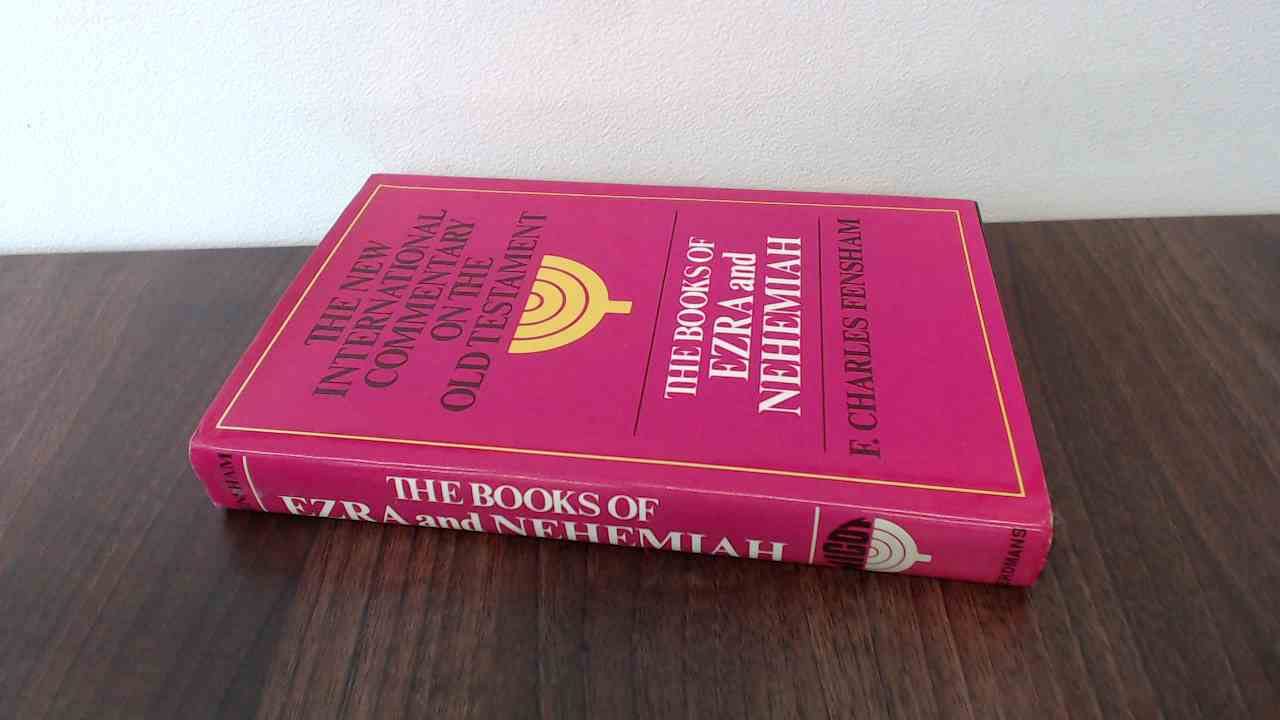 THE NEW
INTERNATIONAL
COMMENTARY
ON THE
OLD TESTAMENT
THE BOOKS OF
EZRA and
NEHEMIAH
F. CHARLES FENSHAM
THE BOOKS OF
EZRA and NEHEMIAH